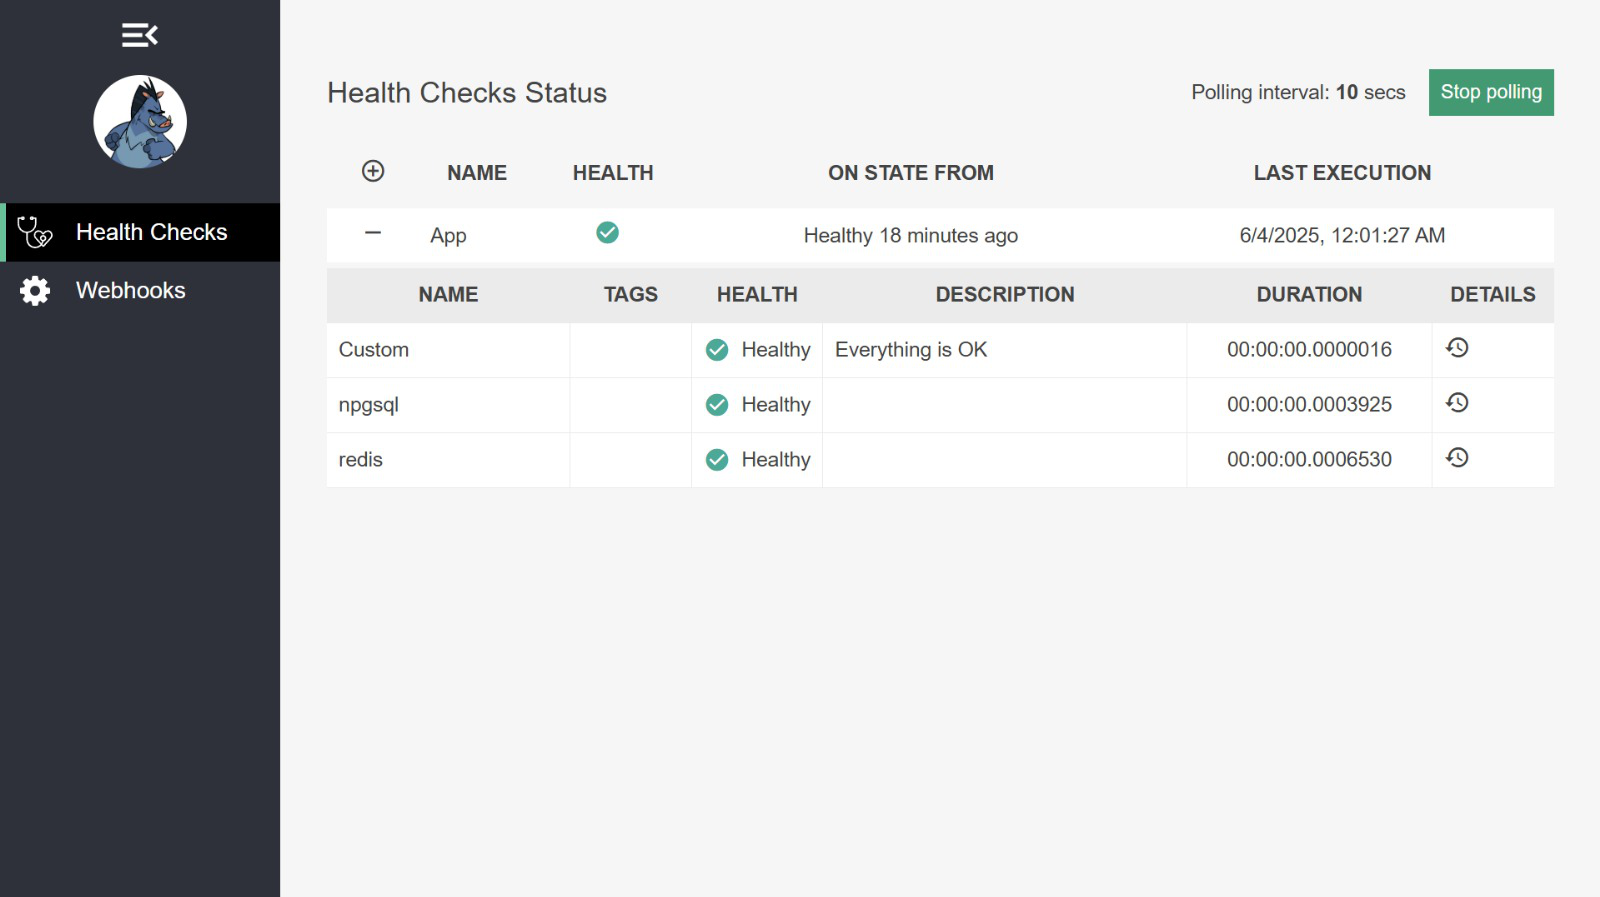 Health Checks
Webhooks
Health Checks Status
Polling interval: 10 secs
Stop polling
NAME HEALTH ON STATE FROM LAST EXECUTION
App Healthy 18 minutes ago 6/4/2025, 12:01:27 AM
NAME TAGS HEALTH DESCRIPTION DURATION DETAILS
Custom Healthy Everything is OK 00:00:00.0000016
npgsql Healthy 00:00:00.0003925
redis Healthy 00:00:00.0006530